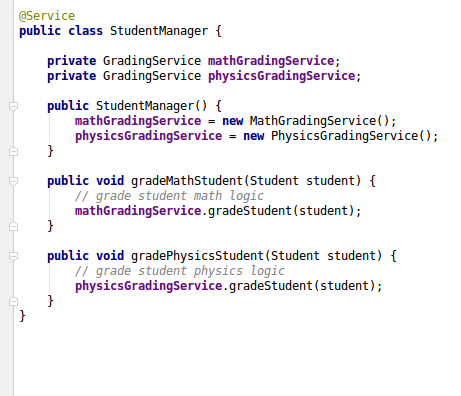 @Service
public class StudentManager {
private GradingService mathGradingService;
private GradingService physicsGradingService;
public StudentManager() {
mathGradingService = new MathGradingService();
physicsGradingService = new PhysicsGradingService();
}
public void gradeMathStudent(Student student) {
// grade student math logic
mathGradingService.gradeStudent(student);
}
public void gradePhysicsStudent(Student student) {
// grade student physics logic
physicsGradingService.gradeStudent(student);
}
}